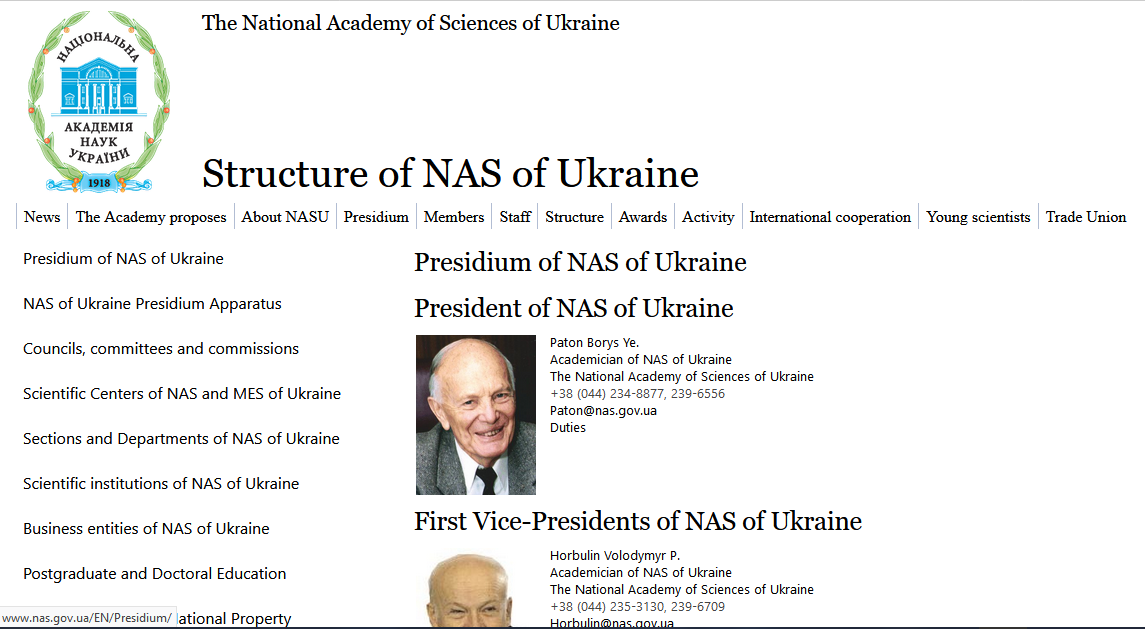 НАЦІОНАЛЬНА
АКАДЕМІЯ
НАУК
УКРАЇНИ
1918
The National Academy of Sciences of Ukraine
Structure of NAS of Ukraine
News The Academy proposes About NASU Presidium Members Staff Structure Awards Activity International cooperation Young scientists Trade Union
Presidium of NAS of Ukraine
NAS of Ukraine Presidium Apparatus
Councils, committees and commissions
Scientific Centers of NAS and MES of Ukraine
Sections and Departments of NAS of Ukraine
Scientific institutions of NAS of Ukraine
Business entities of NAS of Ukraine
Postgraduate and Doctoral Education
ational Property
www.nas.gov.ua/EN/Presidium/
Presidium of NAS of Ukraine
President of NAS of Ukraine
Paton Borys Ye.
Academician of NAS of Ukraine
The National Academy of Sciences of Ukraine
+38 (044) 234-8877, 239-6556
Paton@nas.gov.ua
Duties
First Vice-Presidents of NAS of Ukraine
Horbulin Volodymyr P.
Academician of NAS of Ukraine
The National Academy of Sciences of Ukraine
+38 (044) 235-3130, 239-6709
Horbulin@nas.gov.ua